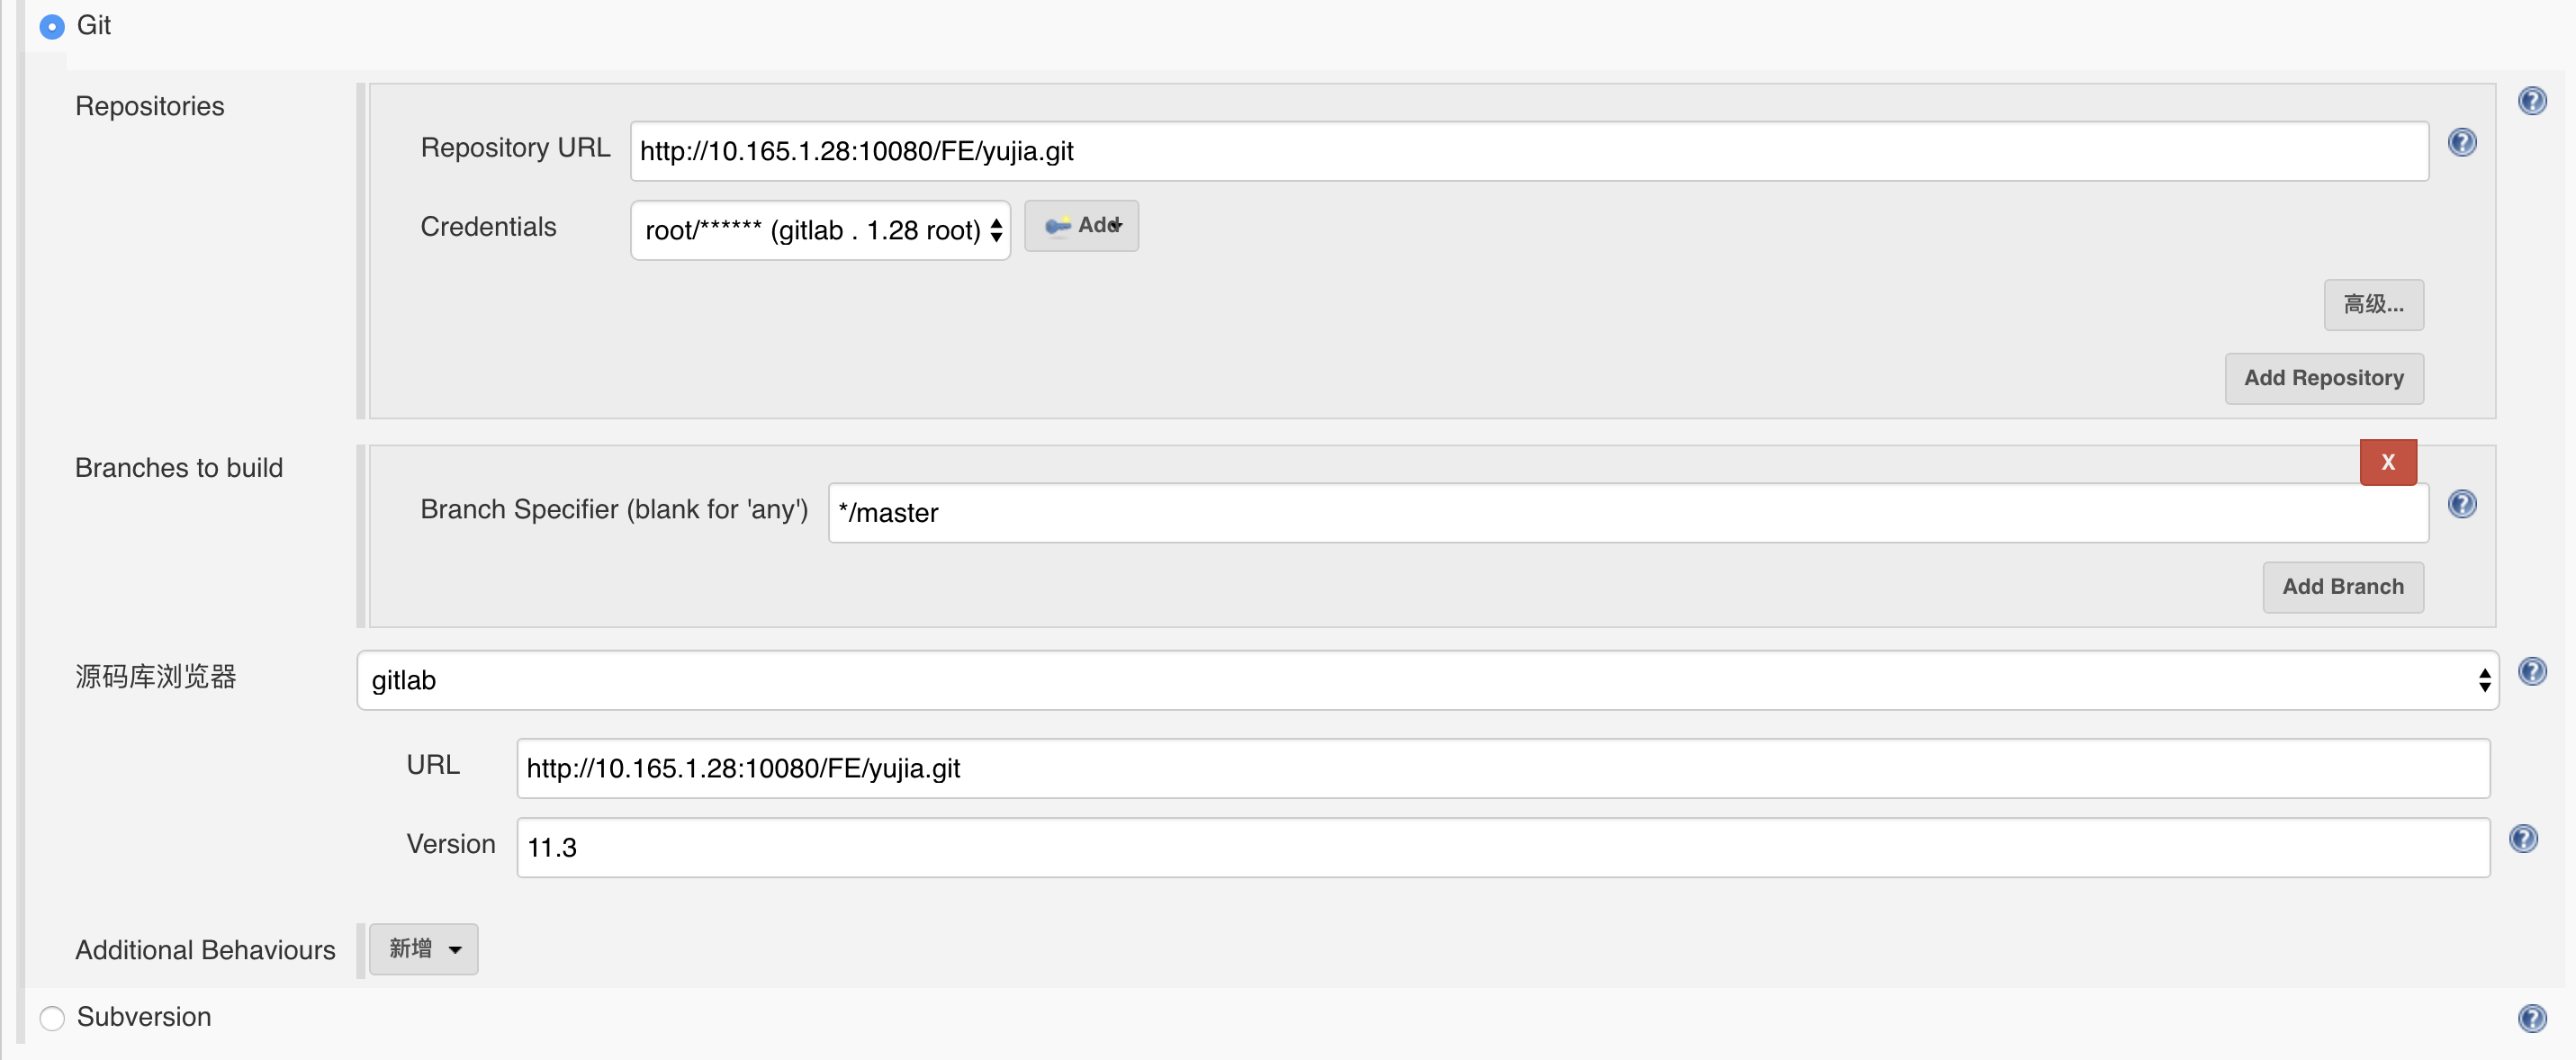 Git
Repositories
Repository URL http://10.165.1.28:10080/FE/yujia.git
Credentials root/****** (gitlab . 1.28 root) Add
高级...
Add Repository
Branches to build
X
Branch Specifier (blank for 'any') */master
Add Branch
源码库浏览器 gitlab
URL http://10.165.1.28:10080/FE/yujia.git
Version 11.3
Additional Behaviours 新增
Subversion